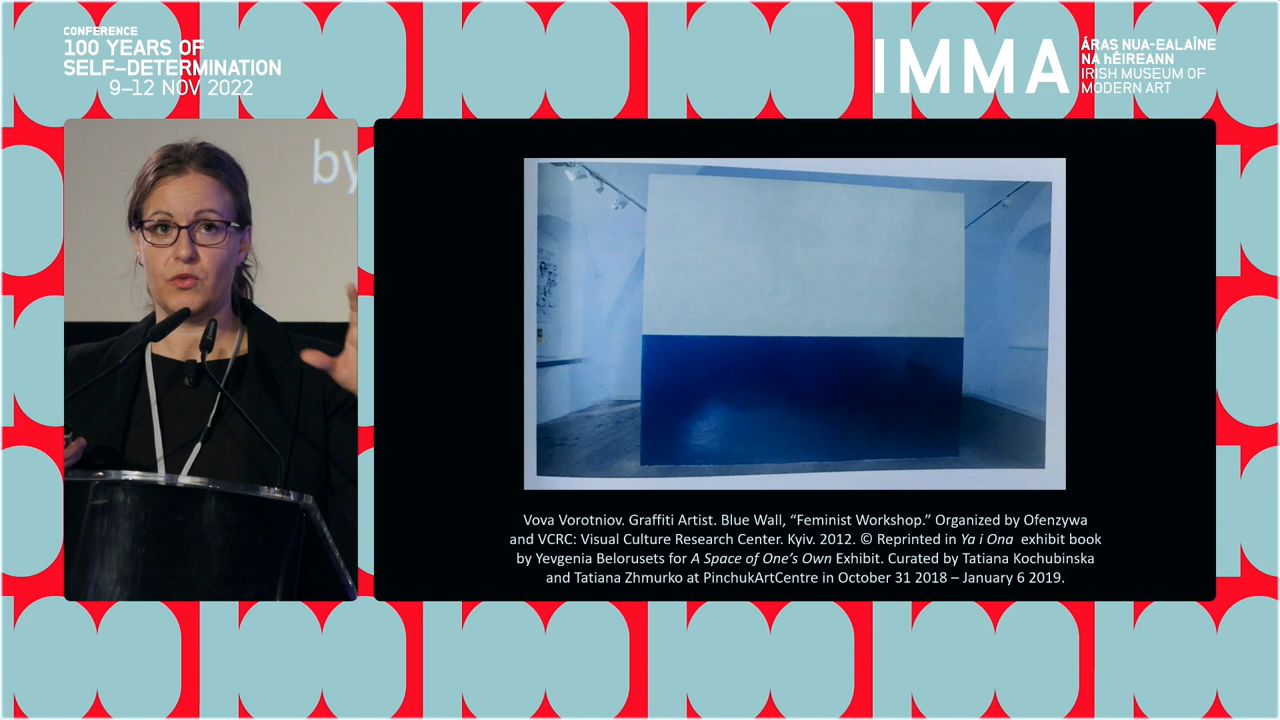 CONFERENCE
100 YEARS OF
SELF–DETERMINATION
9–12 NOV 2022
IMMA
ÁRAS NUA-EALAÍNE
NA hÉIREANN
IRISH MUSEUM OF
MODERN ART
by
Vova Vorotniov. Graffiti Artist. Blue Wall, “Feminist Workshop.” Organized by Ofenzywa
and VCRC: Visual Culture Research Center. Kyiv. 2012. © Reprinted in Ya i Ona exhibit book
by Yevgenia Belorusets for A Space of One’s Own Exhibit. Curated by Tatiana Kochubinska
and Tatiana Zhmurko at PinchukArtCentre in October 31 2018 – January 6 2019.